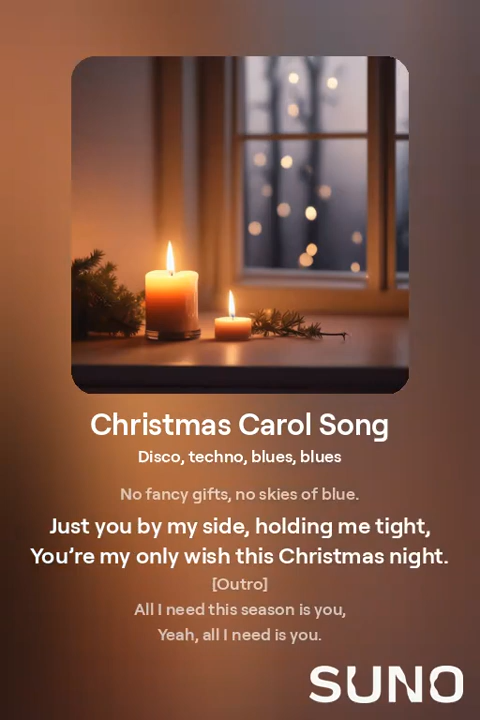 Christmas Carol Song
Disco, techno, blues, blues
No fancy gifts, no skies of blue.
Just you by my side, holding me tight,
You’re my only wish this Christmas night.
[Outro]
All I need this season is you,
Yeah, all I need is you.
SUNO